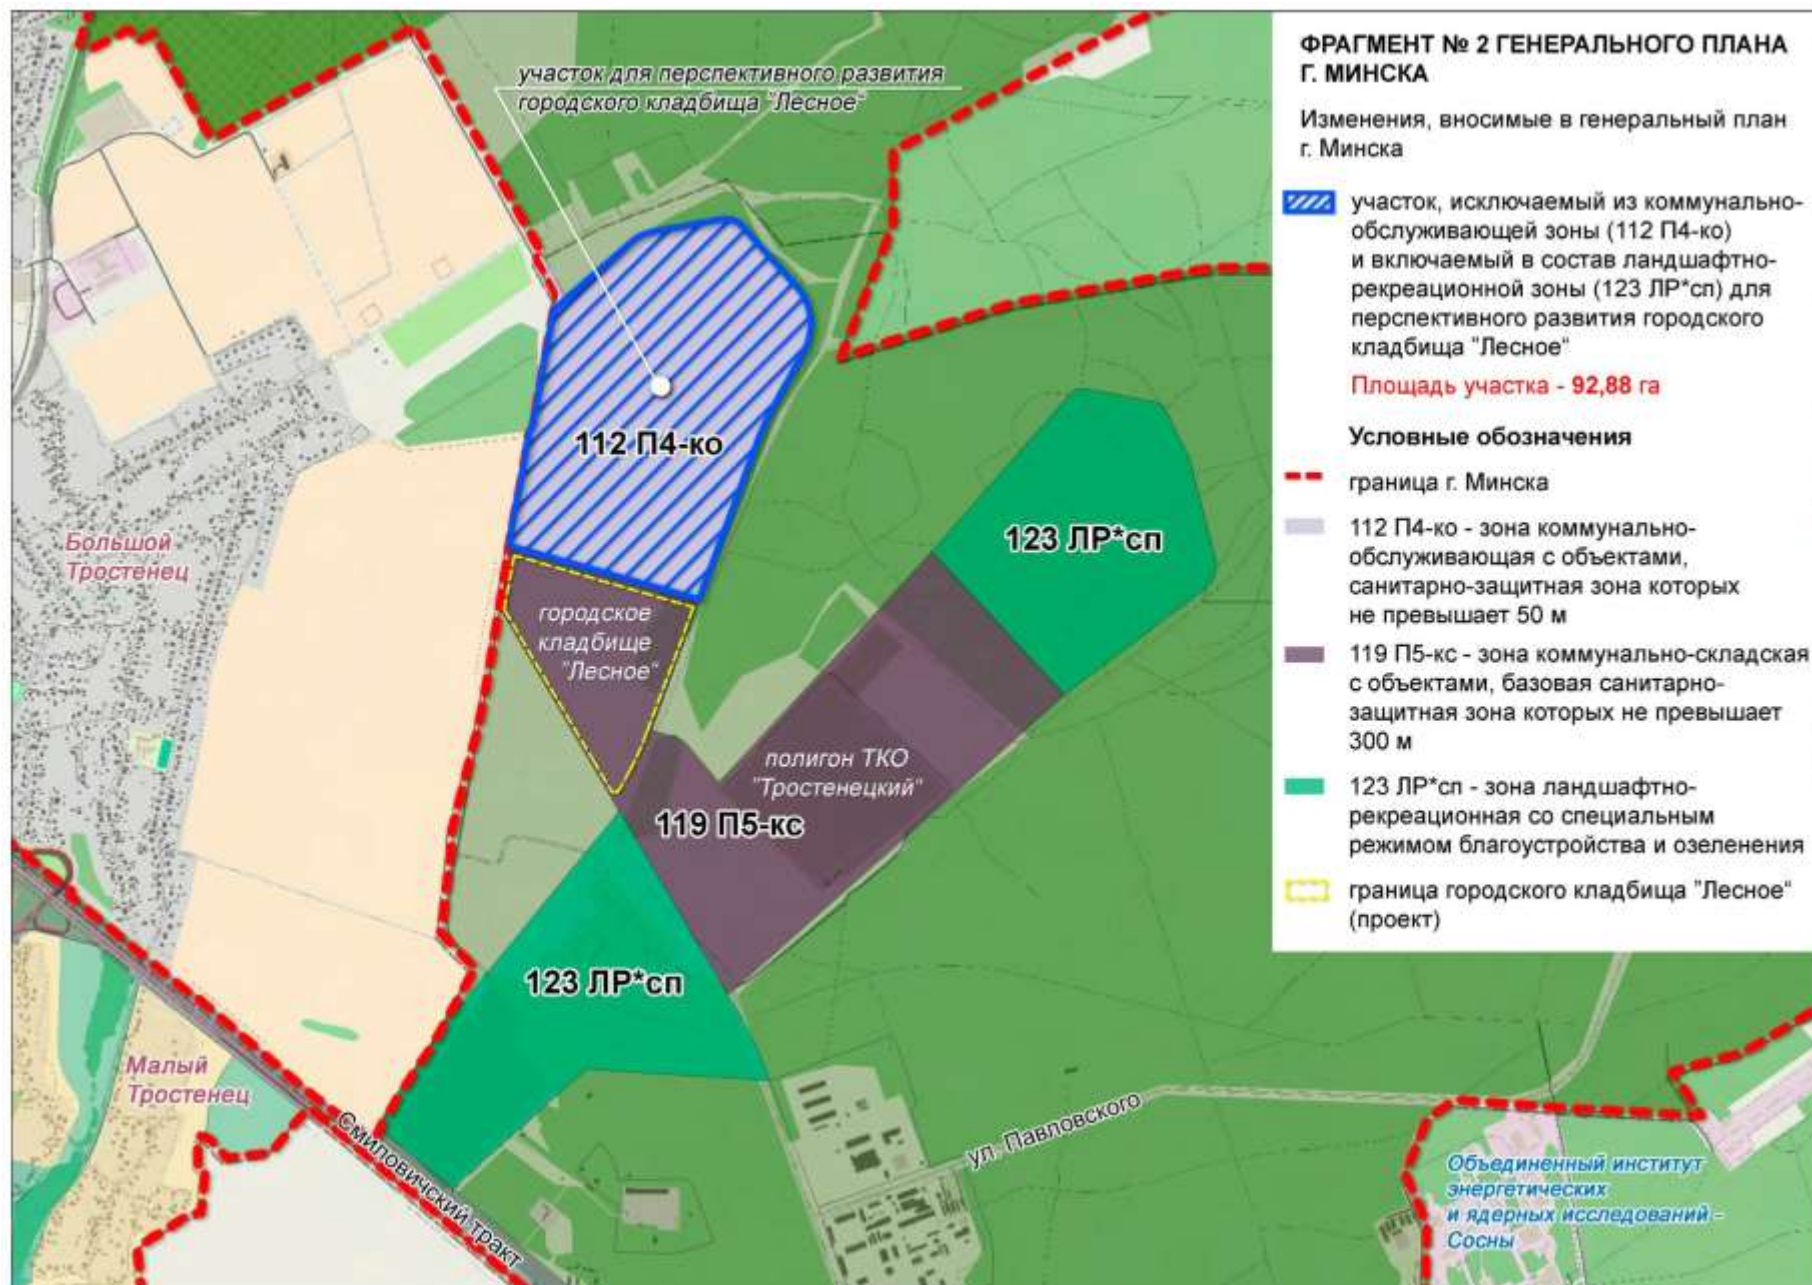 участок для перспективного развития
городского кладбища "Лесное"
112 П4-ко
123 ЛР*сп
Большой
Тростенец
городское
кладбище
"Лесное"
полигон ТКО
"Тростенецкий"
119 П5-кс
123 ЛР*сп
Малый
Тростенец
Смиловичский тракт
ул. Павловского
Объединенный институт
энергетических
и ядерных исследований -
Сосны
ФРАГМЕНТ № 2 ГЕНЕРАЛЬНОГО ПЛАНА
Г. МИНСКА
Изменения, вносимые в генеральный план
г. Минска
участок, исключаемый из коммунально-
обслуживающей зоны (112 П4-ко)
и включаемый в состав ландшафтно-
рекреационной зоны (123 ЛР*сп) для
перспективного развития городского
кладбища "Лесное"
Площадь участка - 92,88 га
Условные обозначения
граница г. Минска
112 П4-ко - зона коммунально-
обслуживающая с объектами,
санитарно-защитная зона которых
не превышает 50 м
119 П5-кс - зона коммунально-складская
с объектами, базовая санитарно-
защитная зона которых не превышает
300 м
123 ЛР*сп - зона ландшафтно-
рекреационная со специальным
режимом благоустройства и озеленения
граница городского кладбища "Лесное"
(проект)